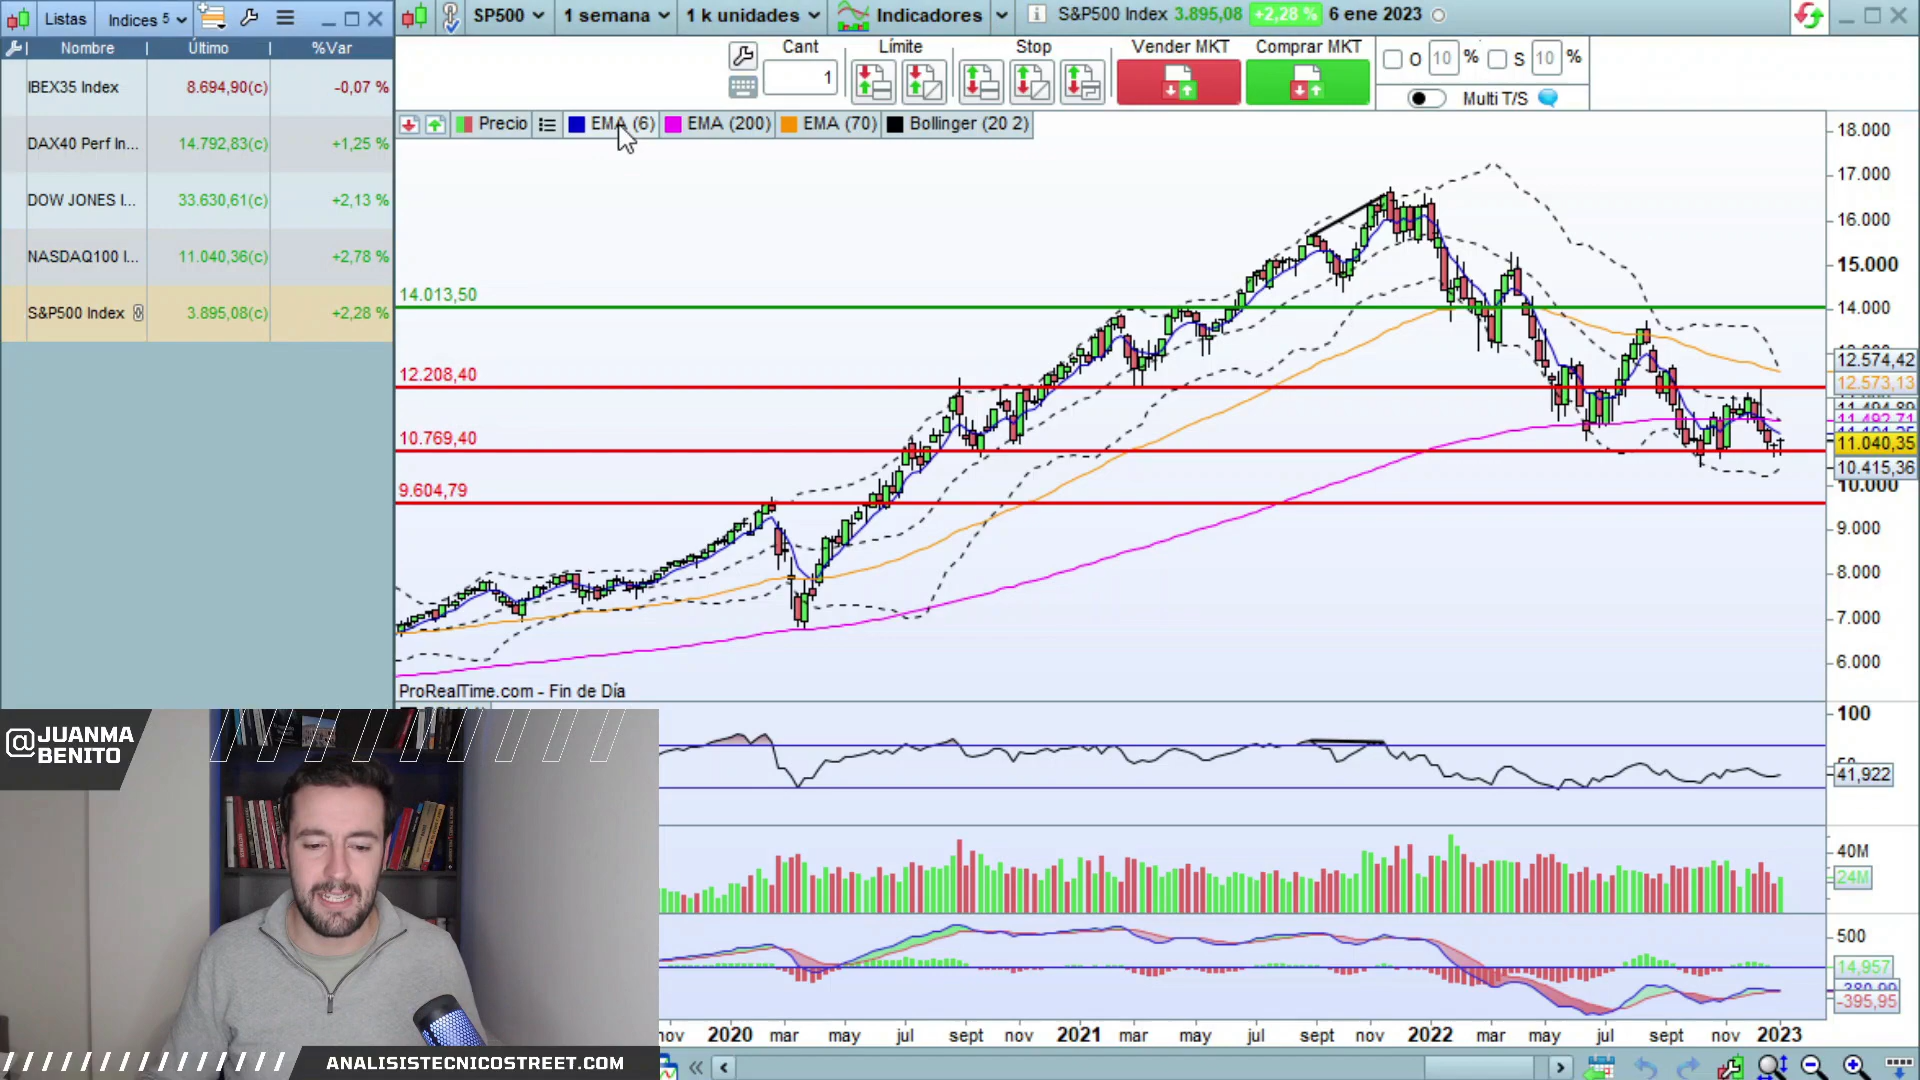 Listas
Indices 5
SP500
1 semana
1 k unidades
Indicadores
S&P500 Index 3.895,08 +2,28 % 6 ene 2023
Nombre
Último
%Var
IBEX35 Index 8.694,90(c) -0,07 %
DAX40 Perf In... 14.792,83(c) +1,25 %
DOW JONES I... 33.630,61(c) +2,13 %
NASDAQ100 I... 11.040,36(c) +2,78 %
S&P500 Index 3.895,08(c) +2,28 %
Cant
1
Límite
Stop
Vender MKT
Comprar MKT
O 10 % S 10 %
Multi T/S
Precio
EMA (6)
EMA (200)
EMA (70)
Bollinger (20 2)
18.000
17.000
16.000
15.000
14.000
12.574,42
12.573,13
11.040,35
10.415,36
10.000
9.000
8.000
7.000
6.000
14.013,50
12.208,40
10.769,40
9.604,79
ProRealTime.com - Fin de Día
100
41,922
40M
24M
500
14,957
-395,95
nov 2020 mar may jul sept nov 2021 mar may jul sept nov 2022 mar may jul sept nov 2023
@JUANMA
BENITO
ANALISISTECNICOSTREET.COM